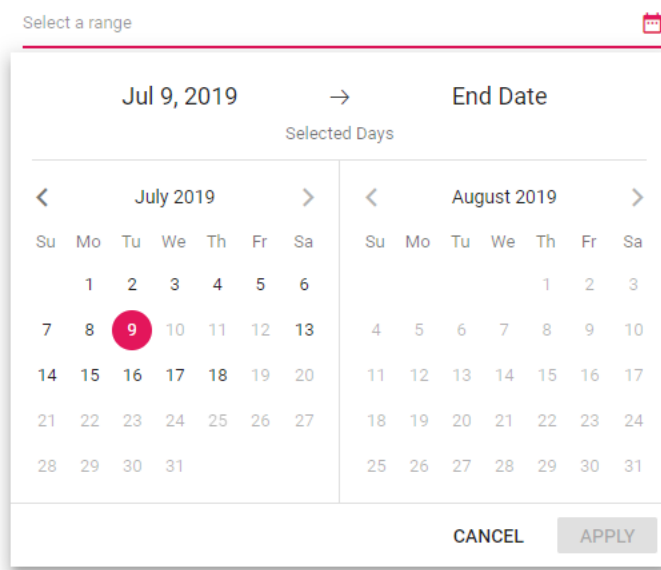 Select a range
Jul 9, 2019 → End Date
Selected Days
July 2019
Su Mo Tu We Th Fr Sa
1 2 3 4 5 6
7 8 9 10 11 12 13
14 15 16 17 18 19 20
21 22 23 24 25 26 27
28 29 30 31
August 2019
Su Mo Tu We Th Fr Sa
1 2 3
4 5 6 7 8 9 10
11 12 13 14 15 16 17
18 19 20 21 22 23 24
25 26 27 28 29 30 31
CANCEL APPLY